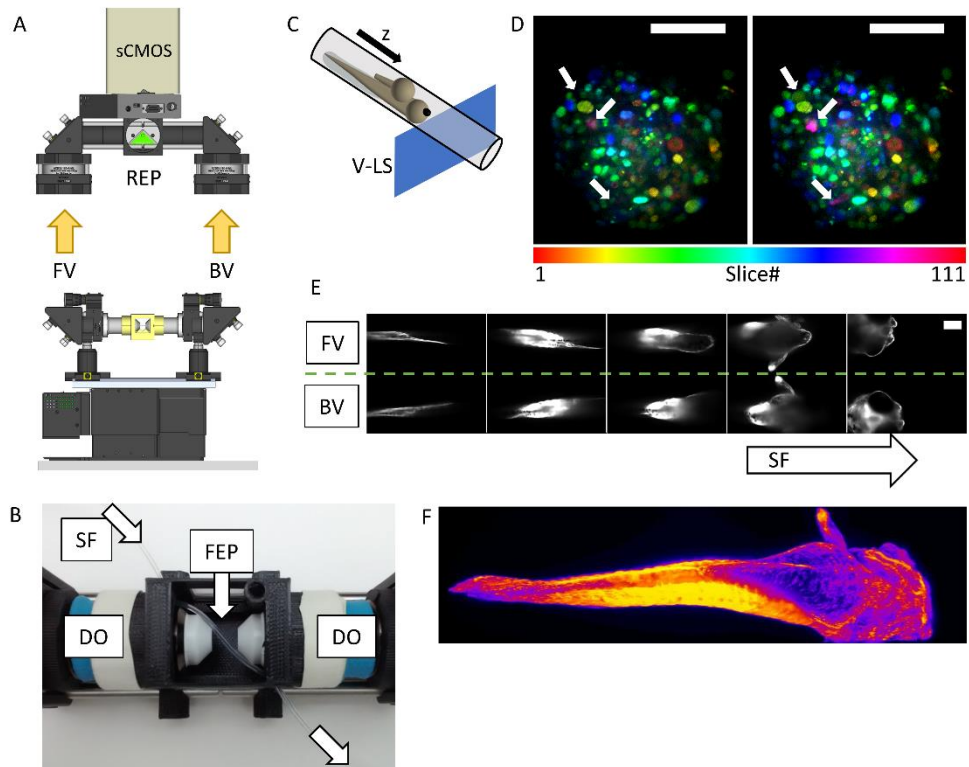 A
sCMOS
REP
FV
BV
B
SF
FEP
DO
DO
C
z
V-LS
D
1
Slice#
111
E
FV
BV
SF
F